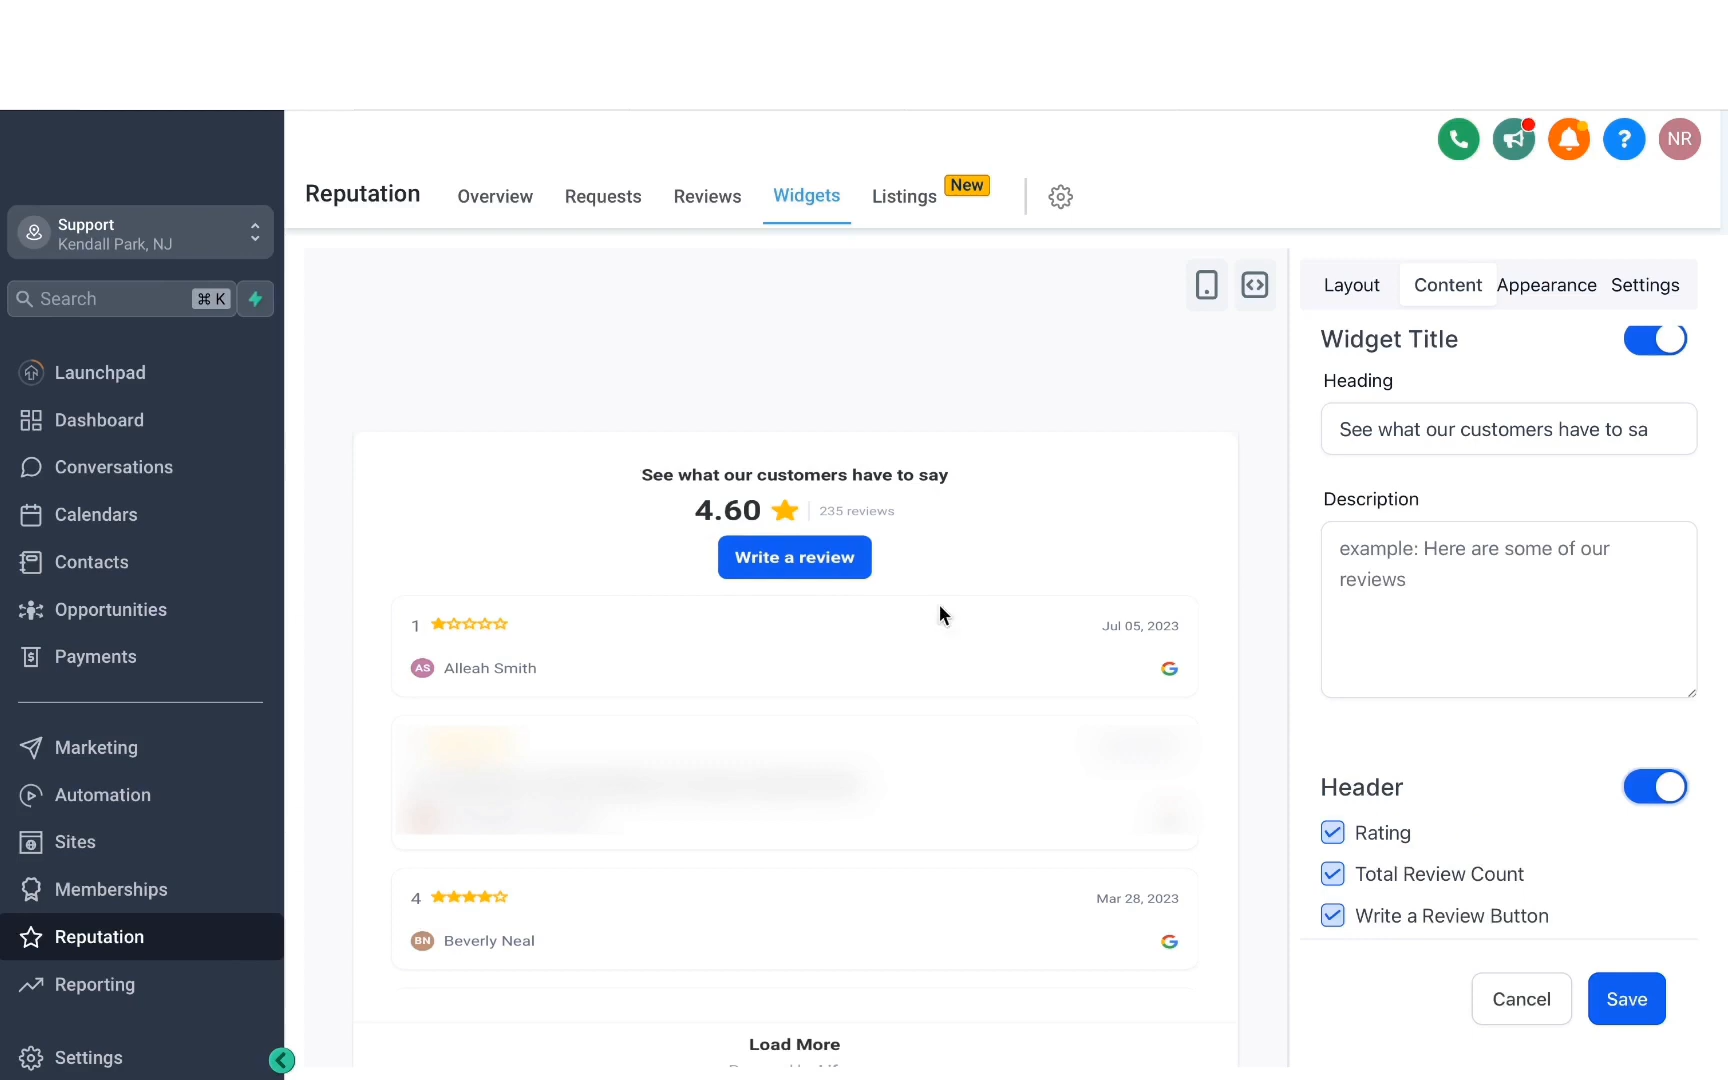 NR
Reputation
Overview
Requests
Reviews
Widgets
Listings
New
Support
Kendall Park, NJ
Search
⌘ K
Launchpad
Dashboard
Conversations
Calendars
Contacts
Opportunities
Payments
Marketing
Automation
Sites
Memberships
Reputation
Reporting
Settings
See what our customers have to say
4.60
235 reviews
Write a review
1
Jul 05, 2023
AS
Alleah Smith
4
Mar 28, 2023
BN
Beverly Neal
Load More
Layout
Content
Appearance
Settings
Widget Title
Heading
See what our customers have to sa
Description
example: Here are some of our
reviews
Header
Rating
Total Review Count
Write a Review Button
Cancel
Save